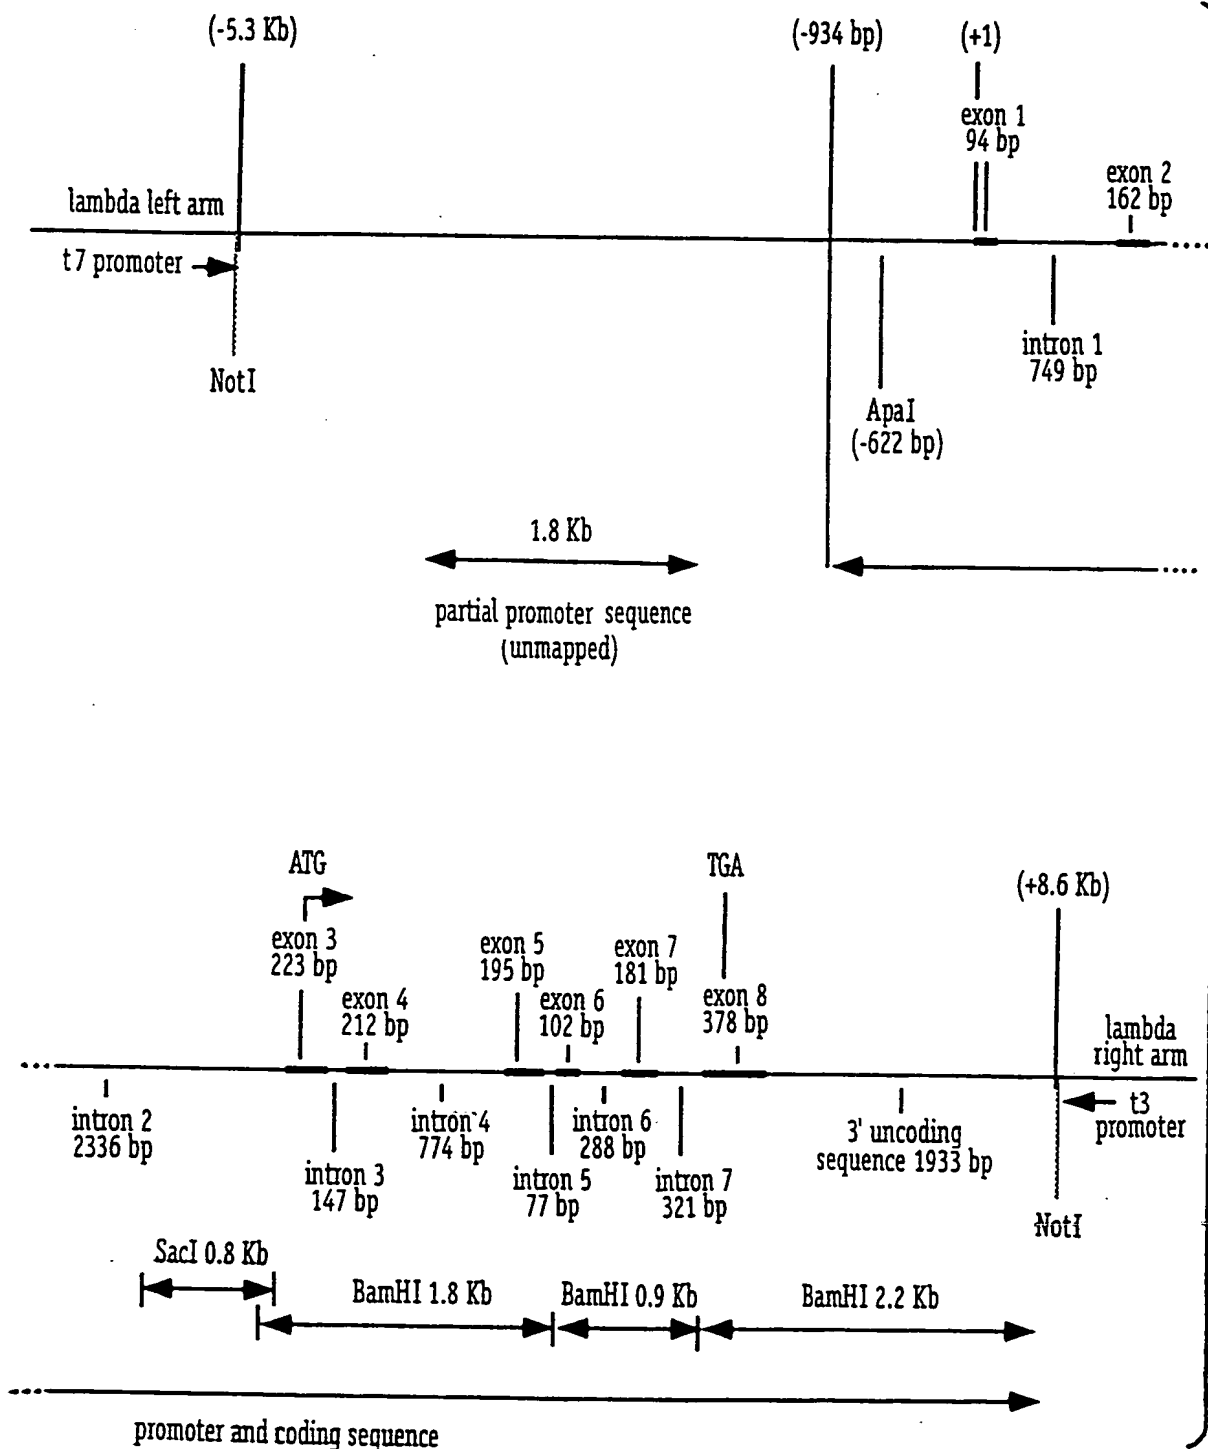 (-5.3 Kb)
(-934 bp)
(+1)
exon 1
94 bp
exon 2
162 bp
lambda left arm
t7 promoter
NotI
intron 1
749 bp
ApaI
(-622 bp)
1.8 Kb
partial promoter sequence
(unmapped)
ATG
TGA
(+8.6 Kb)
exon 3
223 bp
exon 5
195 bp
exon 7
181 bp
exon 4
212 bp
exon 6
102 bp
exon 8
378 bp
lambda
right arm
intron 2
2336 bp
intron 4
774 bp
intron 6
288 bp
3' uncoding
sequence 1933 bp
t3
promoter
intron 3
147 bp
intron 5
77 bp
intron 7
321 bp
NotI
SacI 0.8 Kb
BamHI 1.8 Kb
BamHI 0.9 Kb
BamHI 2.2 Kb
promoter and coding sequence